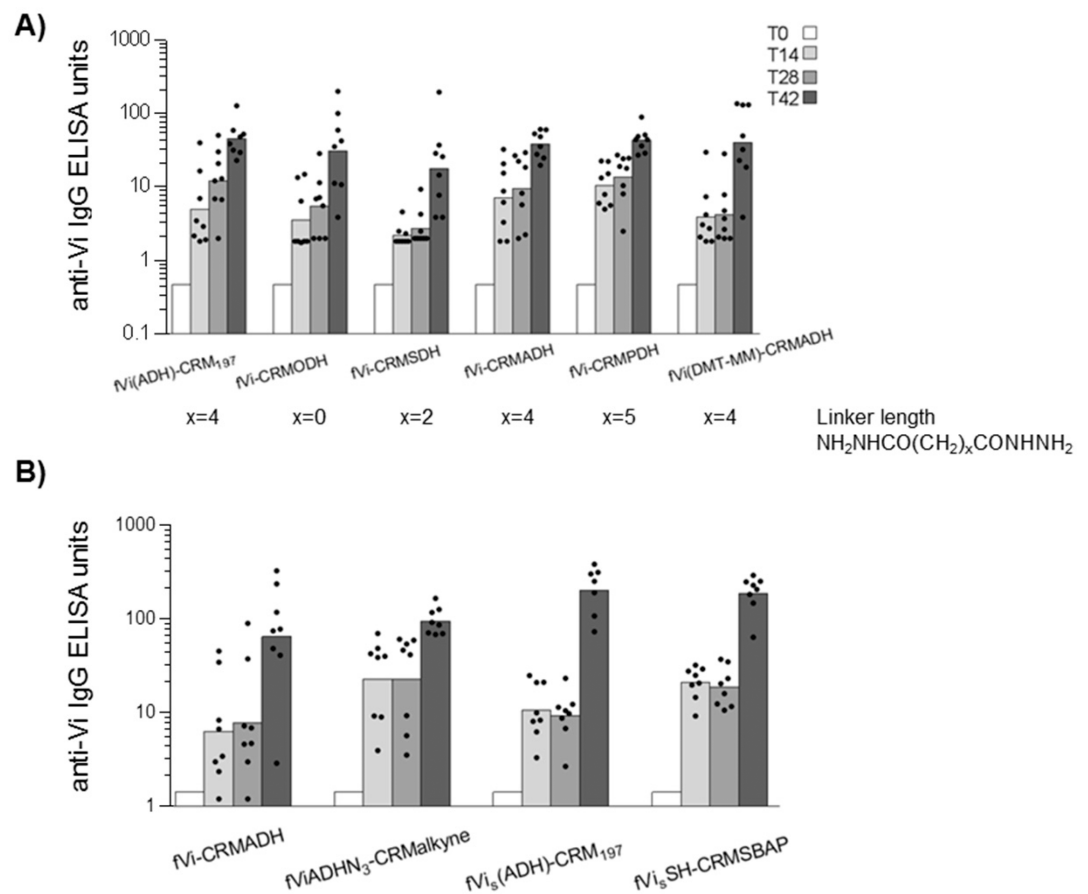 A)
anti-Vi IgG ELISA units
1000
100
10
1
0.1
T0
T14
T28
T42
fVi(ADH)-CRM₁₉₇
fVi-CRMODH
fVi-CRMSDH
fVi-CRMADH
fVi-CRMPDH
fVi(DMT-MM)-CRMADH
x=4 x=0 x=2 x=4 x=5 x=4 Linker length
NH₂NHCO(CH₂)ₓCONHNH₂
B)
anti-Vi IgG ELISA units
1000
100
10
1
fVi-CRMADH
fViADHN₃-CRMalkyne
fViₛ(ADH)-CRM₁₉₇
fViₛSH-CRMSBAP